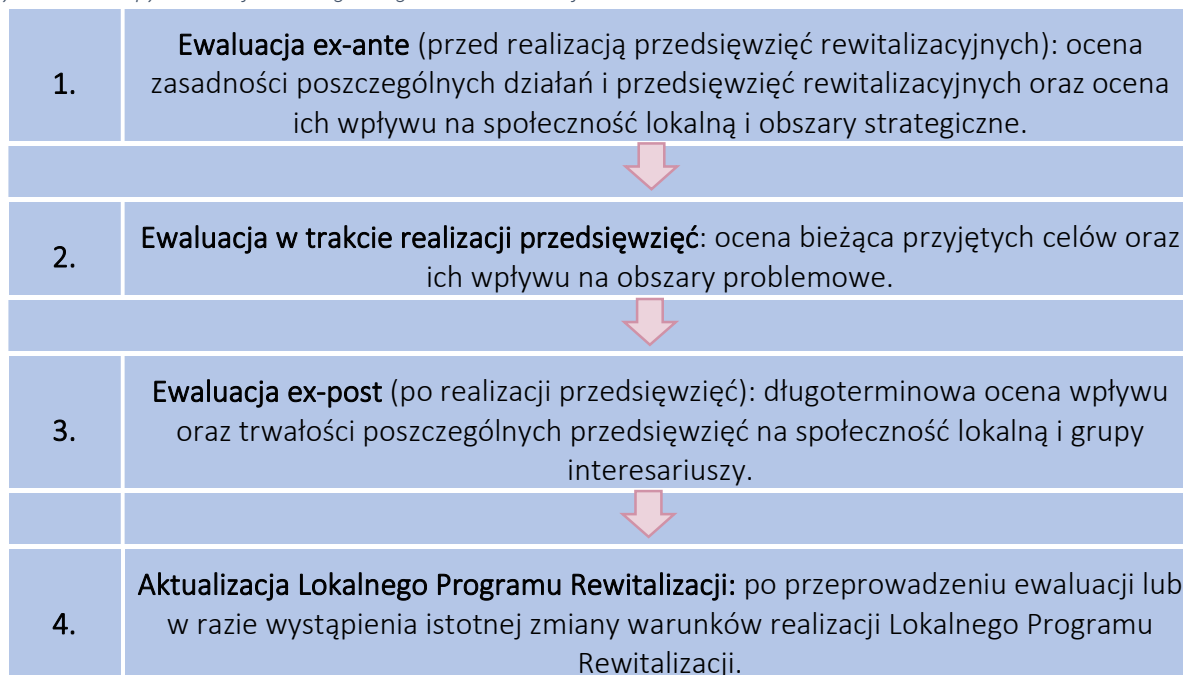 1.
Ewaluacja ex-ante (przed realizacją przedsięwzięć rewitalizacyjnych): ocena
zasadności poszczególnych działań i przedsięwzięć rewitalizacyjnych oraz ocena
ich wpływu na społeczność lokalną i obszary strategiczne.
2.
Ewaluacja w trakcie realizacji przedsięwzięć: ocena bieżąca przyjętych celów oraz
ich wpływu na obszary problemowe.
3.
Ewaluacja ex-post (po realizacji przedsięwzięć): długoterminowa ocena wpływu
oraz trwałości poszczególnych przedsięwzięć na społeczność lokalną i grupy
interesariuszy.
4.
Aktualizacja Lokalnego Programu Rewitalizacji: po przeprowadzeniu ewaluacji lub
w razie wystąpienia istotnej zmiany warunków realizacji Lokalnego Programu
Rewitalizacji.